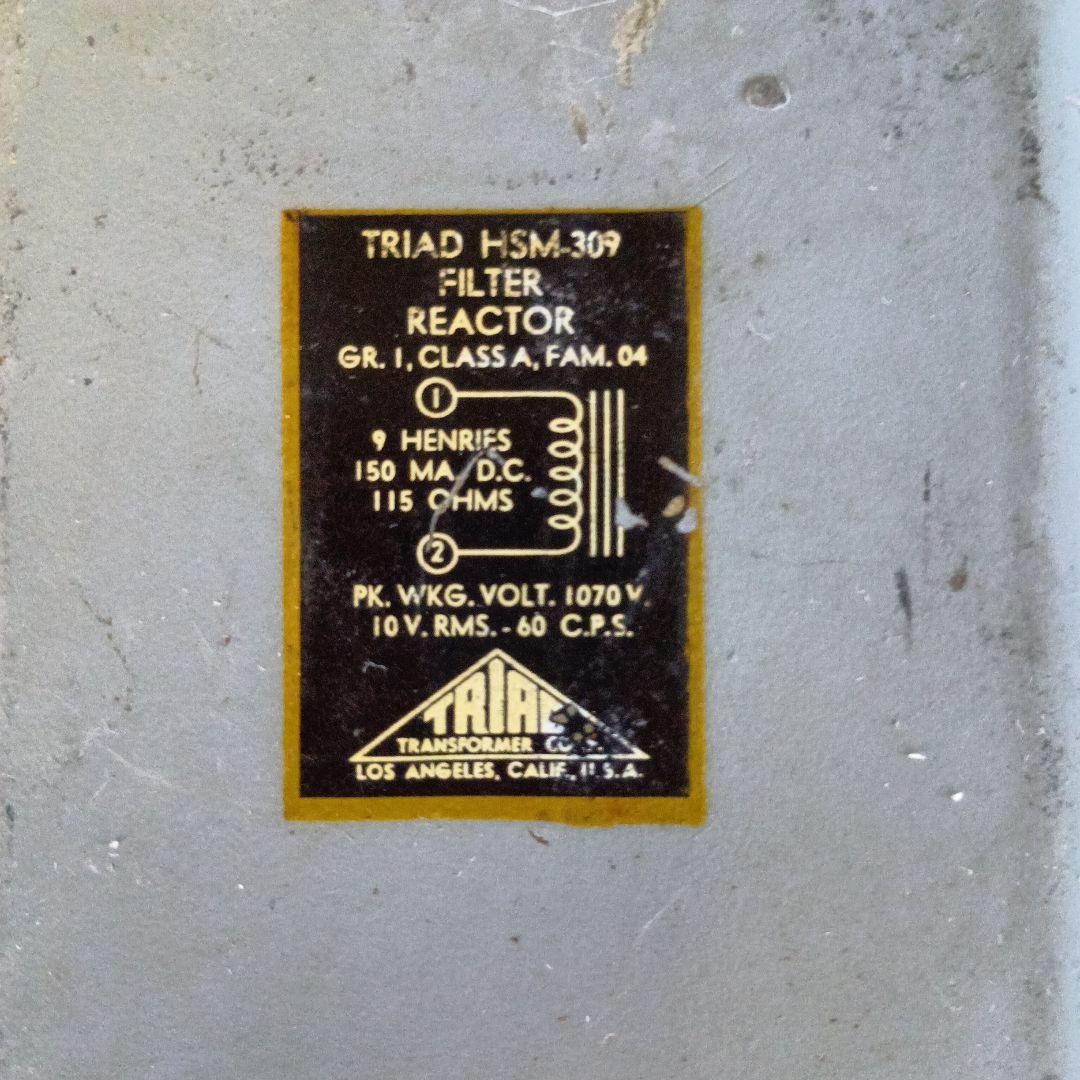 TRIAD HSM-309
FILTER
REACTOR
GR. 1, CLASS A, FAM. 04
1
9 HENRIES
150 MA. D.C.
115 OHMS
2
PK. WKG. VOLT. 1070 V.
10 V. RMS. - 60 C.P.S.
TRIAD
TRANSFORMER
LOS ANGELES, CALIF., U.S.A.